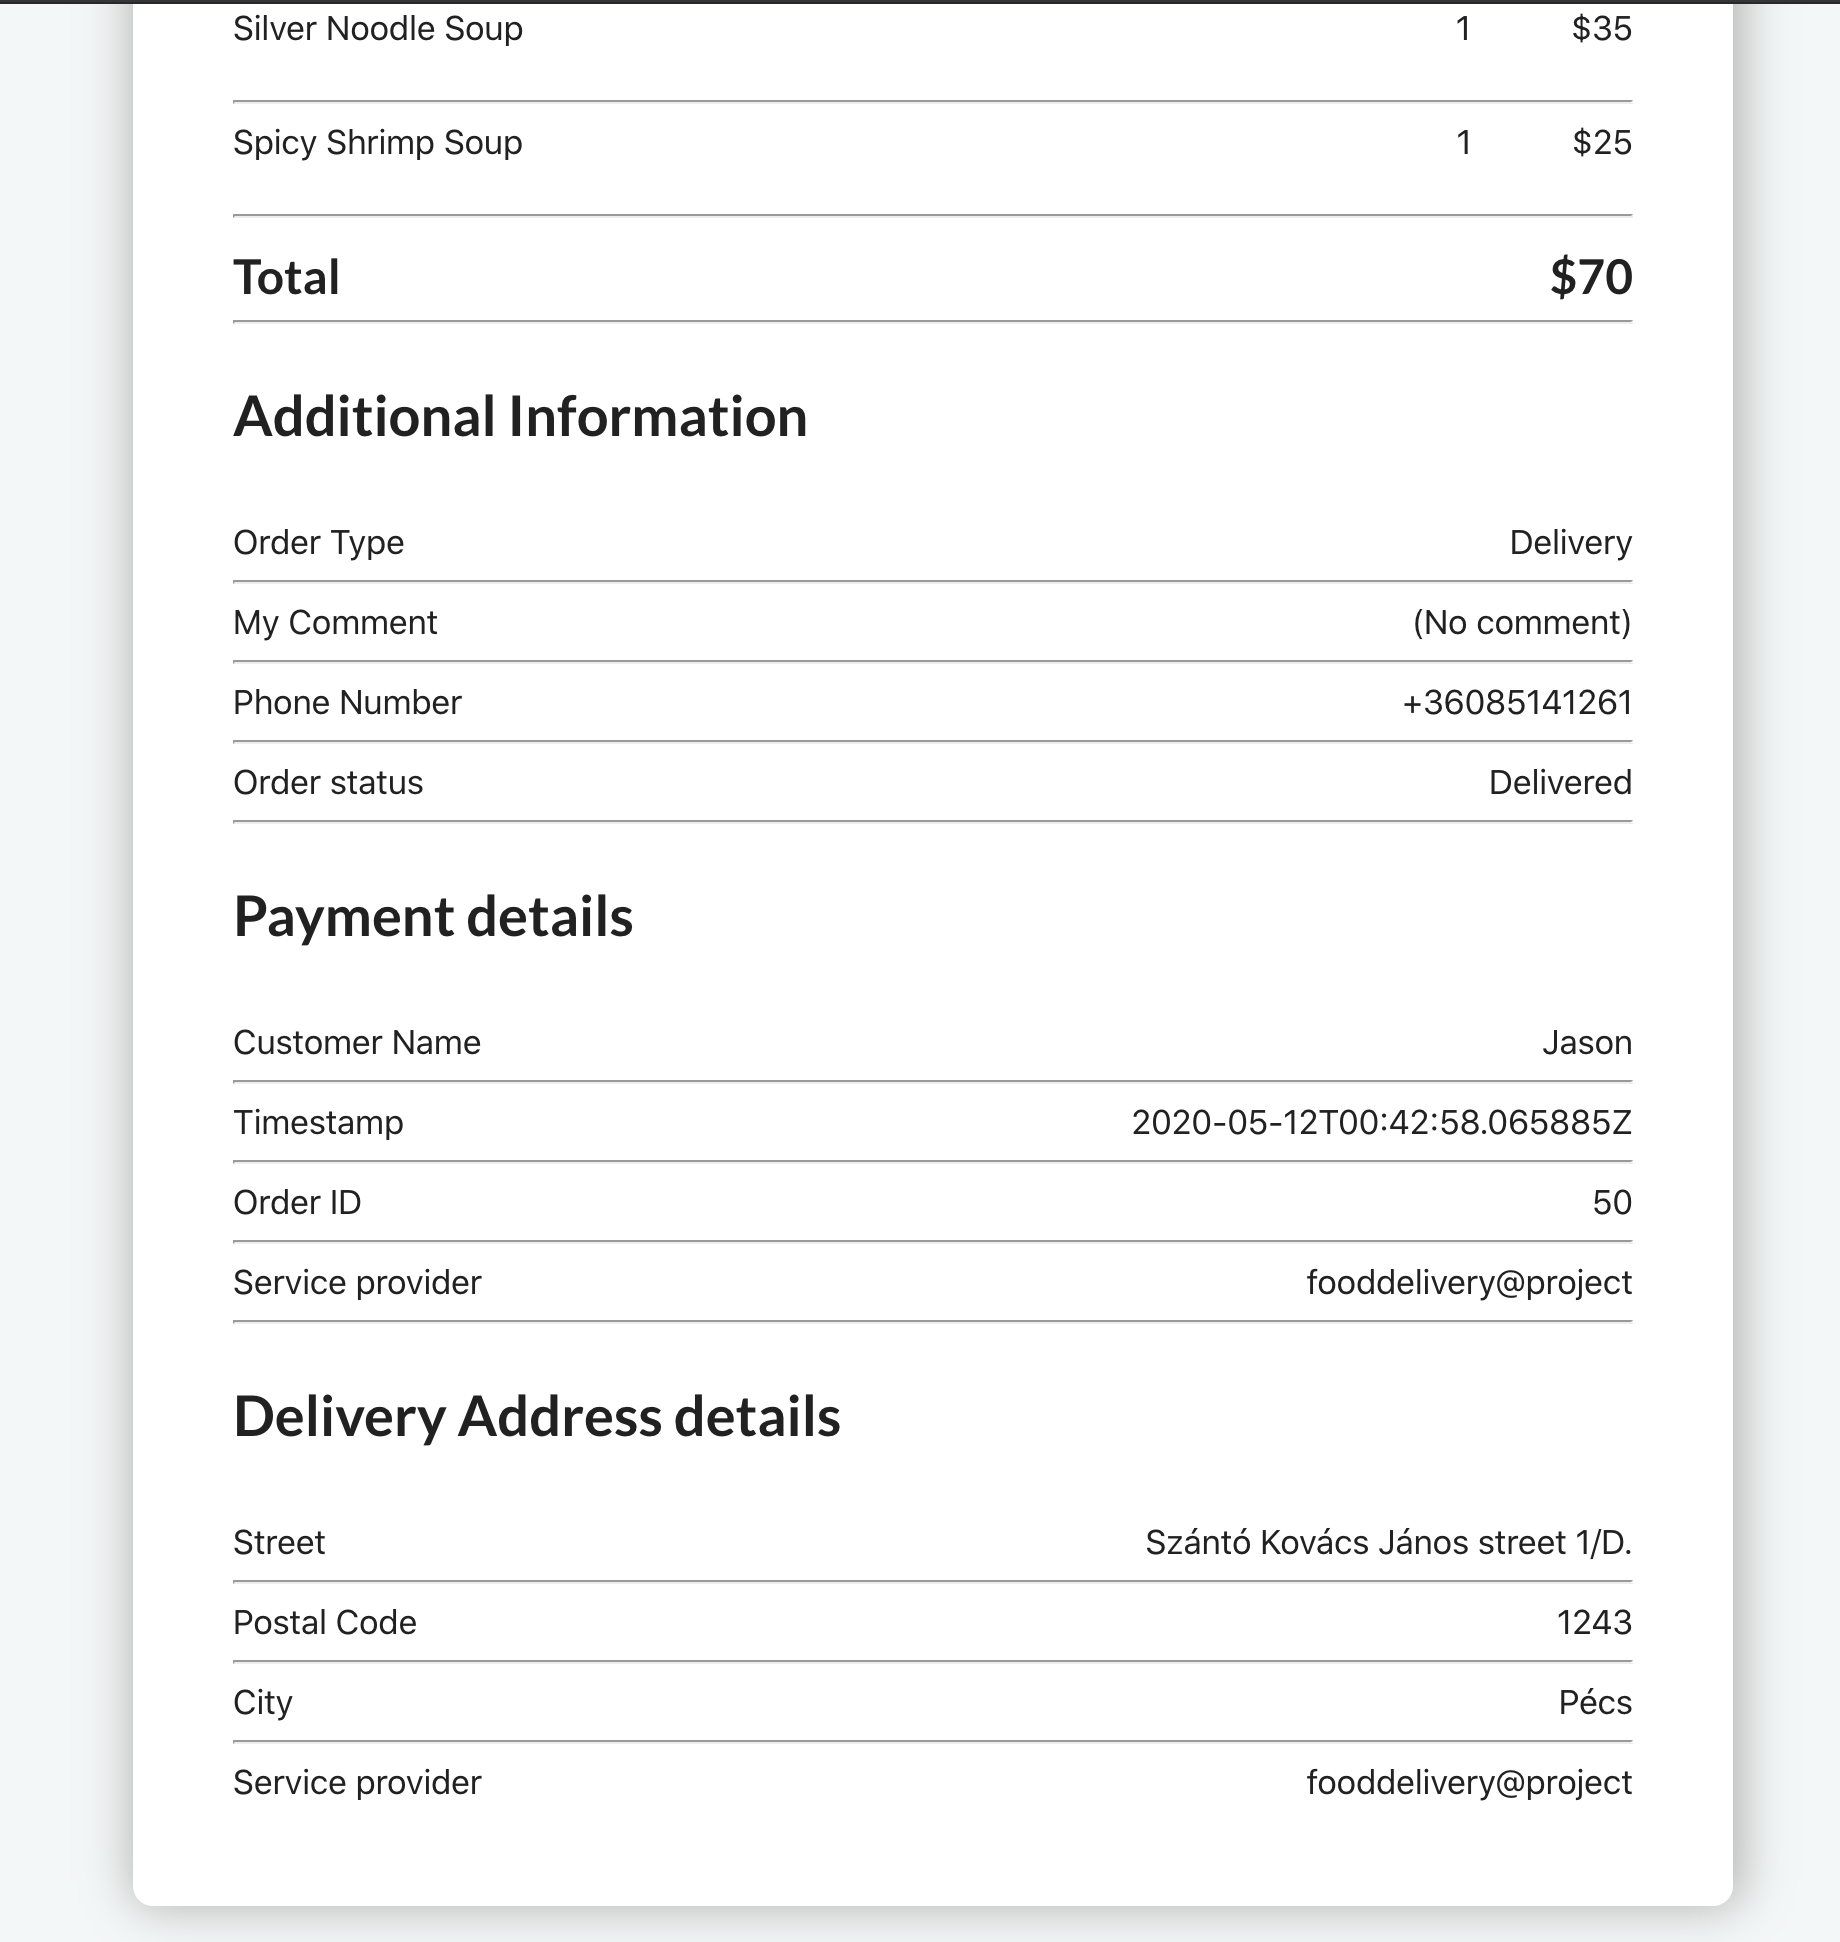 Silver Noodle Soup 1 $35
Spicy Shrimp Soup 1 $25
Total $70
Additional Information
Order Type Delivery
My Comment (No comment)
Phone Number +36085141261
Order status Delivered
Payment details
Customer Name Jason
Timestamp 2020-05-12T00:42:58.065885Z
Order ID 50
Service provider fooddelivery@project
Delivery Address details
Street Szántó Kovács János street 1/D.
Postal Code 1243
City Pécs
Service provider fooddelivery@project